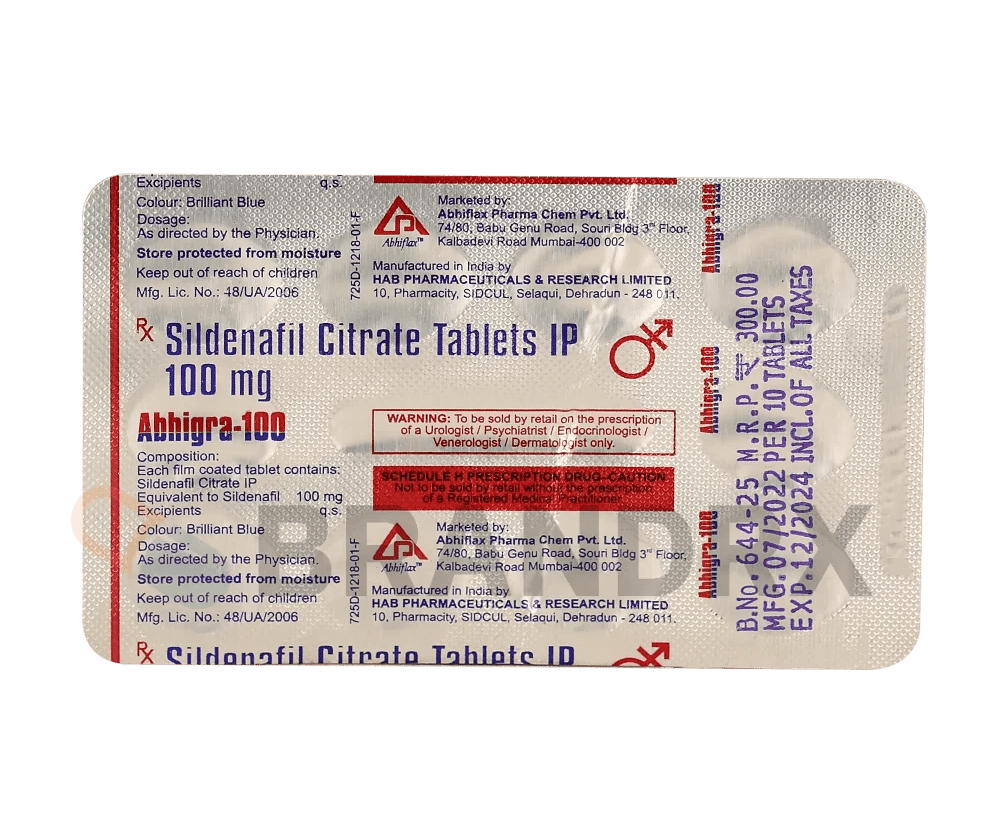 Excipients q.s.
Colour: Brilliant Blue
Dosage:
As directed by the Physician.
Store protected from moisture
Keep out of reach of children
Mfg. Lic. No.: 48/UA/2006
725D-1218-01-F
Abhiflax™
Marketed by:
Abhiflax Pharma Chem Pvt. Ltd.
74/80, Babu Genu Road, Souri Bldg 3rd Floor,
Kalbadevi Road Mumbai-400 002
Manufactured in India by
HAB PHARMACEUTICALS & RESEARCH LIMITED
10, Pharmacity, SIDCUL, Selaqui, Dehradun - 248 011.
Rx Sildenafil Citrate Tablets IP
100 mg
Abhigra-100
Composition:
Each film coated tablet contains:
Sildenafil Citrate IP
Equivalent to Sildenafil 100 mg
Excipients q.s.
Colour: Brilliant Blue
Dosage:
As directed by the Physician.
Store protected from moisture
Keep out of reach of children
Mfg. Lic. No.: 48/UA/2006
725D-1218-01-F
WARNING: To be sold by retail on the prescription
of a Urologist / Psychiatrist / Endocrinologist /
Venerologist / Dermatologist only.
SCHEDULE H PRESCRIPTION DRUG-CAUTION
Not to be sold by retail without the prescription
of a Registered Medical Practitioner.
Abhiflax™
Marketed by:
Abhiflax Pharma Chem Pvt. Ltd.
74/80, Babu Genu Road, Souri Bldg 3rd Floor,
Kalbadevi Road Mumbai-400 002
Manufactured in India by
HAB PHARMACEUTICALS & RESEARCH LIMITED
10, Pharmacity, SIDCUL, Selaqui, Dehradun - 248 011.
Rx Sildenafil Citrate Tablets IP
Abhigra-100
Abhigra-100
Abhigra-100
B.No. 644-25 M.R.P. ₹ 300.00
MFG.07/2022 PER 10 TABLETS
EXP.12/2024 INCL.OF ALL TAXES
BRANDRX